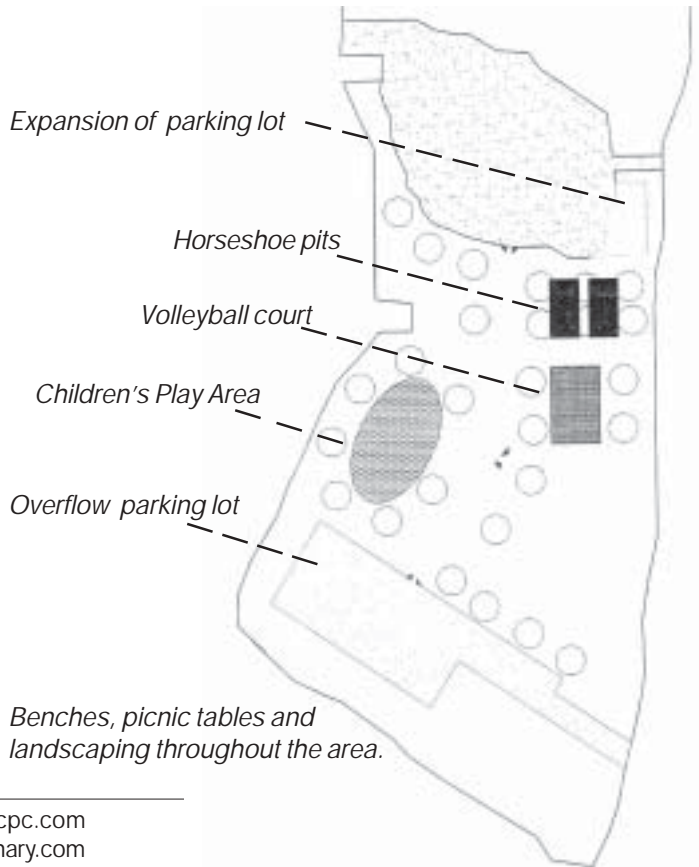 Expansion of parking lot
Horseshoe pits
Volleyball court
Children's Play Area
Overflow parking lot
Benches, picnic tables and
landscaping throughout the area.
cpc.com
nary.com